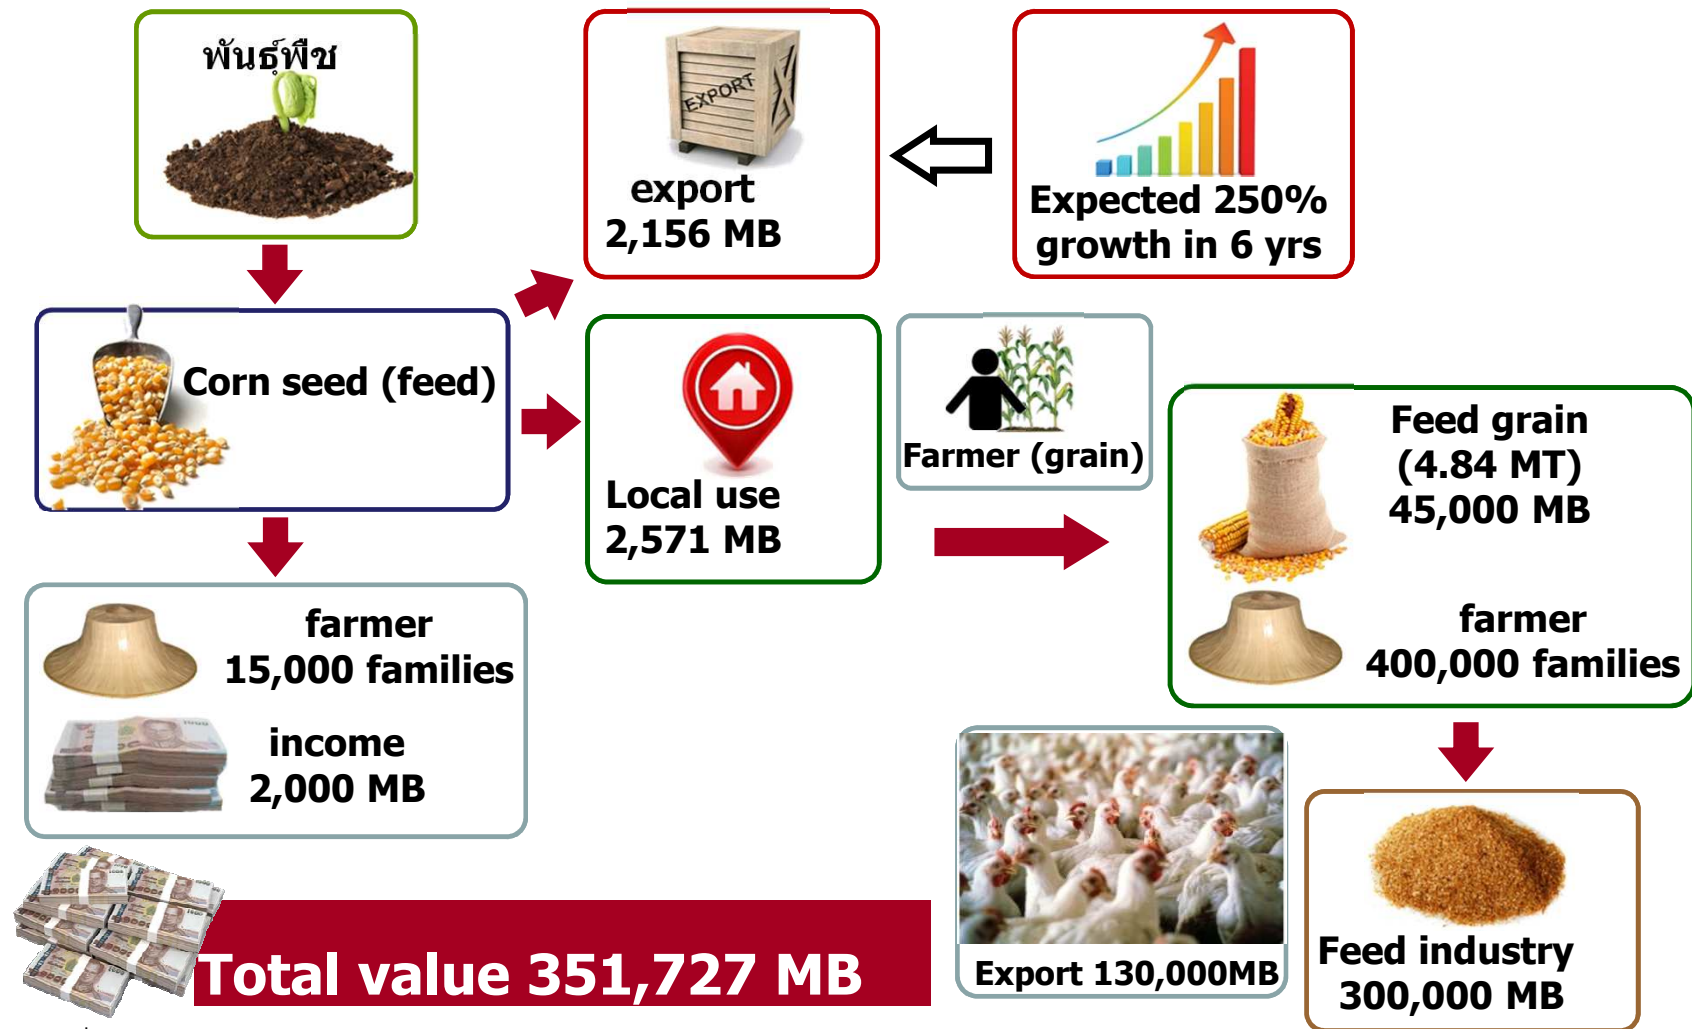 พันธุ์พืช
EXPORT
export
2,156 MB
Expected 250%
growth in 6 yrs
Corn seed (feed)
Local use
2,571 MB
Farmer (grain)
Feed grain
(4.84 MT)
45,000 MB
farmer
400,000 families
farmer
15,000 families
income
2,000 MB
Export 130,000MB
Feed industry
300,000 MB
Total value 351,727 MB